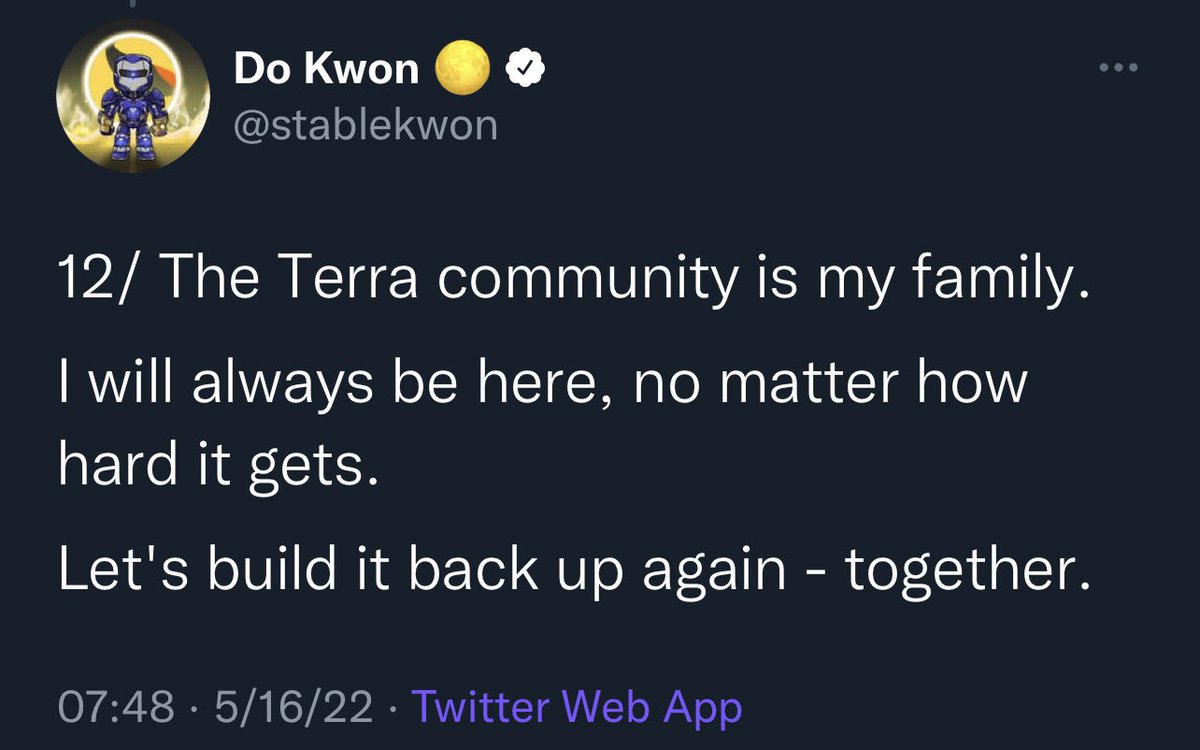 Do Kwon 🌕
@stablekwon
12/ The Terra community is my family.
I will always be here, no matter how
hard it gets.
Let's build it back up again - together.
07:48 · 5/16/22 · Twitter Web App